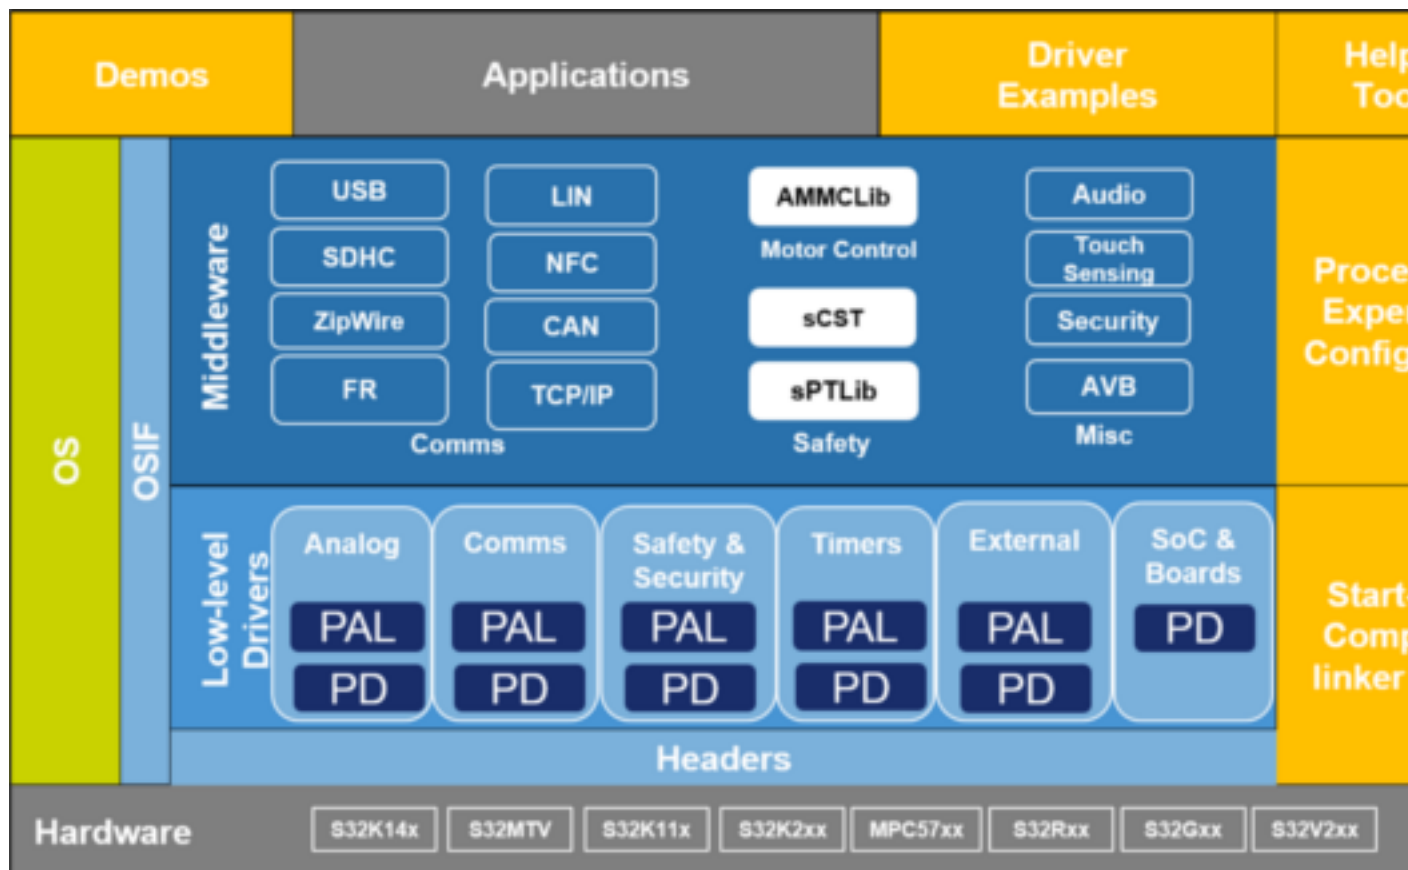 Demos
Applications
Driver
Examples
Middleware
USB
SDHC
ZipWire
FR
LIN
NFC
CAN
TCP/IP
Comms
AMMCLib
Motor Control
sCST
sPTLib
Safety
Audio
Touch
Sensing
Security
AVB
Misc
OS
OSIF
Low-level
Drivers
Analog
PAL
PD
Comms
PAL
PD
Safety &
Security
PAL
PD
Timers
PAL
PD
External
PAL
PD
SoC &
Boards
PD
linker
Headers
Hardware
S32K14x
S32MTV
S32K11x
S32K2xx
MPC57xx
S32Rxx
S32Gxx
S32V2xx